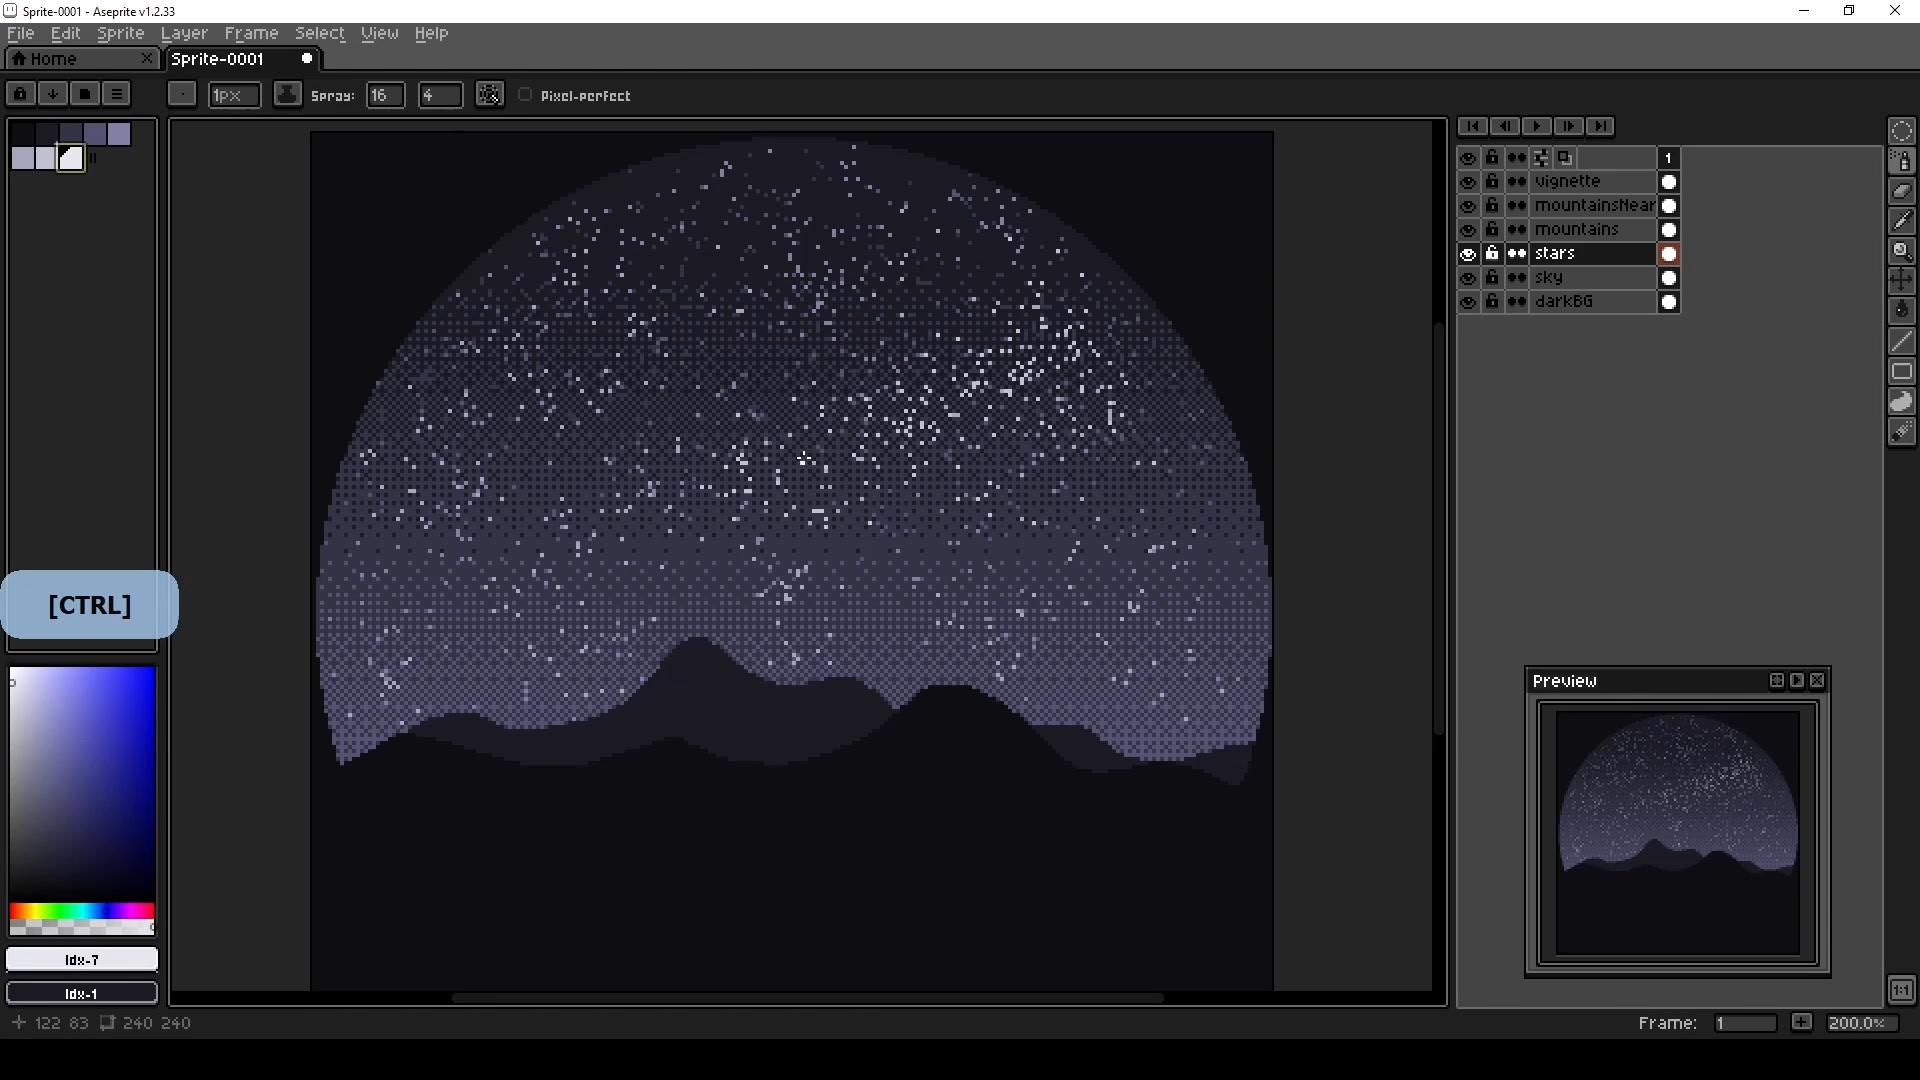 Sprite-0001 - Aseprite v1.2.33
File Edit Sprite Layer Frame Select View Help
Home
Sprite-0001
1px
Spray: 16 4 Pixel-perfect
1
vignette
mountainsNear
mountains
stars
sky
darkBG
[CTRL]
Preview
Idx-7
Idx-1
1:1
122 83 240 240
Frame: 1 200.0%